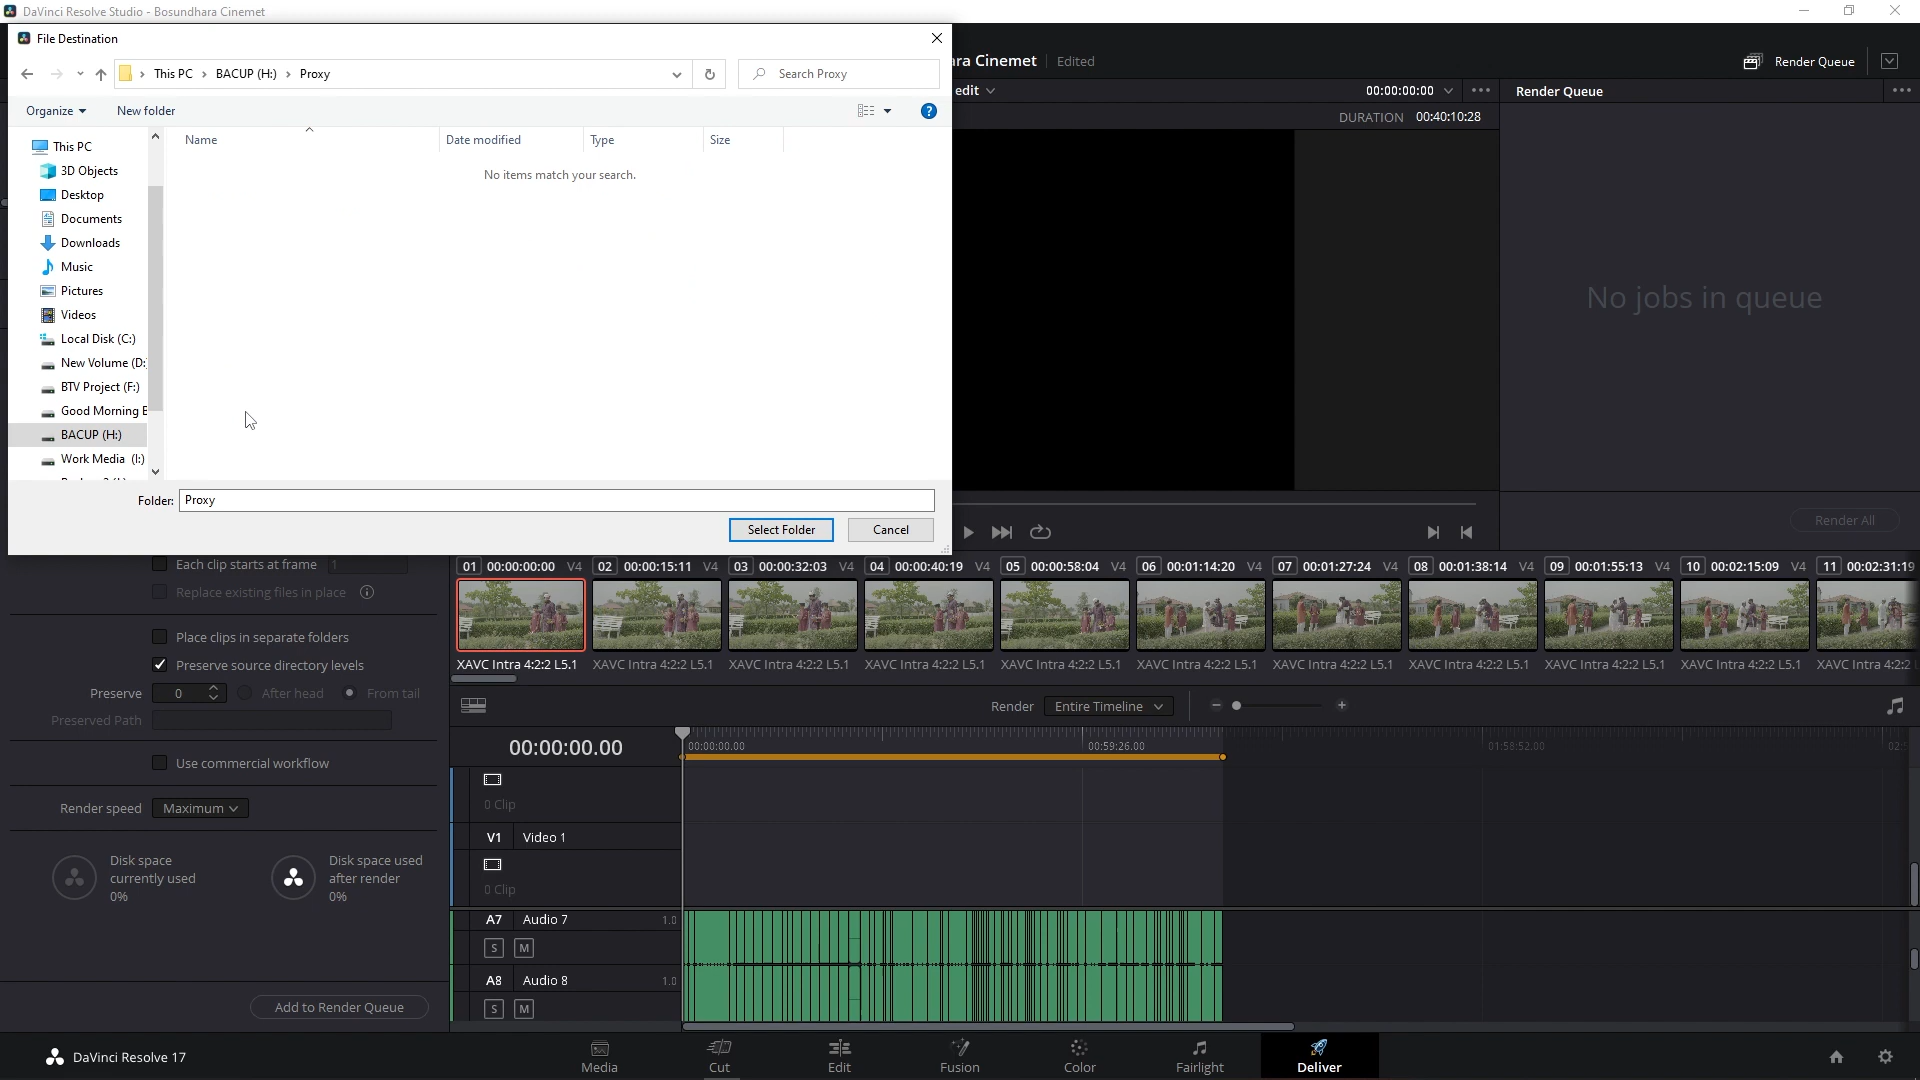 DaVinci Resolve Studio - Bosundhara Cinemet
File Destination
This PC > BACUP (H:) > Proxy
Search Proxy
Organize
New folder
Name
Date modified
Type
Size
No items match your search.
This PC
3D Objects
Desktop
Documents
Downloads
Music
Pictures
Videos
Local Disk (C:)
New Volume (D:
BTV Project (F:)
Good Morning
BACUP (H:)
Work Media (I:)
Folder:
Proxy
Select Folder
Cancel
ara Cinemet
Edited
Render Queue
edit
00:00:00:00
Render Queue
DURATION 00:40:10:28
No jobs in queue
Render All
Each clip starts at frame 1
Replace existing files in place
Place clips in separate folders
Preserve source directory levels
Preserve 0 After head From tail
Preserved Path
Use commercial workflow
Render speed Maximum
Disk space currently used 0%
Disk space used after render 0%
Add to Render Queue
01 00:00:00:00 V4 02 00:00:15:11 V4 03 00:00:32:03 V4 04 00:00:40:19 V4 05 00:00:58:04 V4 06 00:01:14:20 V4 07 00:01:27:24 V4 08 00:01:38:14 V4 09 00:01:55:13 V4 10 00:02:15:09 V4 11 00:02:31:19
XAVC Intra 4:2:2 L5.1 XAVC Intra 4:2:2 L5.1 XAVC Intra 4:2:2 L5.1 XAVC Intra 4:2:2 L5.1 XAVC Intra 4:2:2 L5.1 XAVC Intra 4:2:2 L5.1 XAVC Intra 4:2:2 L5.1 XAVC Intra 4:2:2 L5.1 XAVC Intra 4:2:2 L5.1 XAVC Intra 4:2:2 L5.1 XAVC Intra 4:2:2
Render Entire Timeline
00:00:00.00
00:00:00.00
00:59:26.00
01:58:52.00
0 Clip
V1 Video 1
0 Clip
A7 Audio 7 1.0
S M
A8 Audio 8 1.0
S M
DaVinci Resolve 17
Media
Cut
Edit
Fusion
Color
Fairlight
Deliver